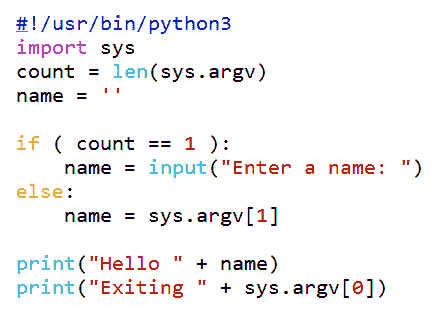 #!/usr/bin/python3
import sys
count = len(sys.argv)
name = ''

if ( count == 1 ):
    name = input("Enter a name: ")
else:
    name = sys.argv[1]

print("Hello " + name)
print("Exiting " + sys.argv[0])